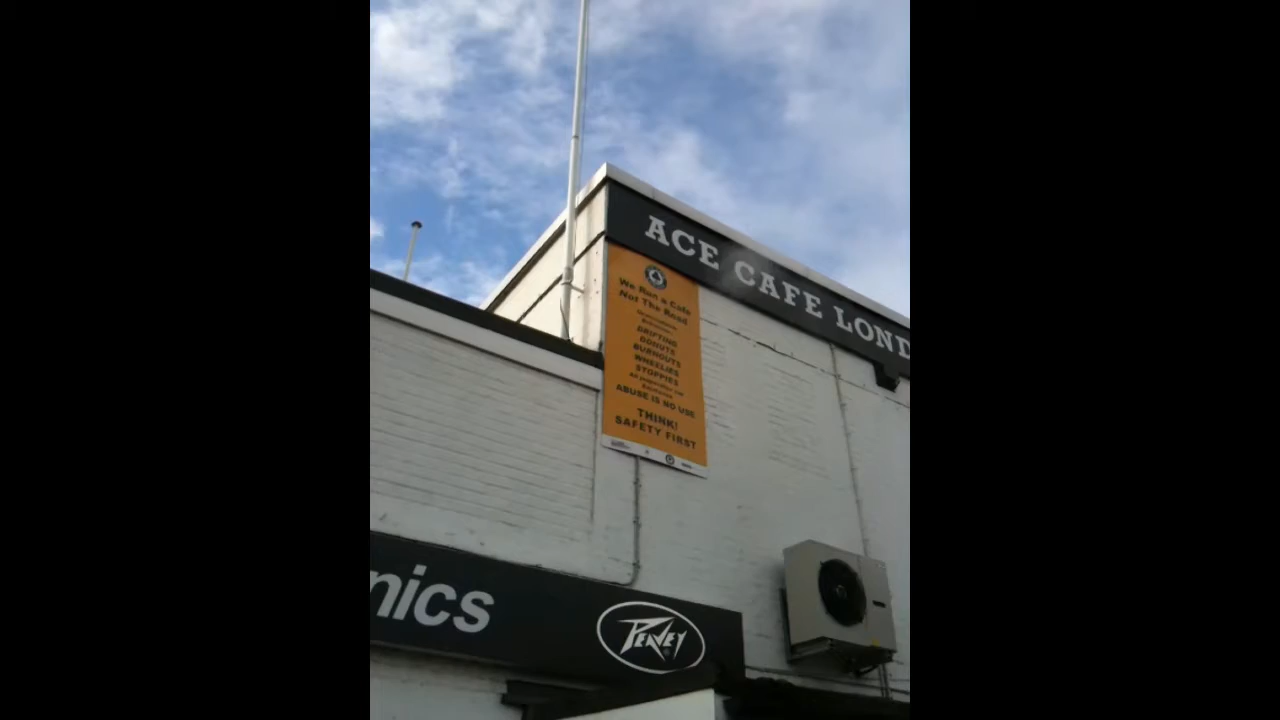 ACE CAFE LOND
We Run a Cafe
Not The Road
DRIFTING
DONUTS
BURNOUTS
WHEELIES
STOPPIES
ABUSE IS NO USE
THINK!
SAFETY FIRST
nics
PEAVEY